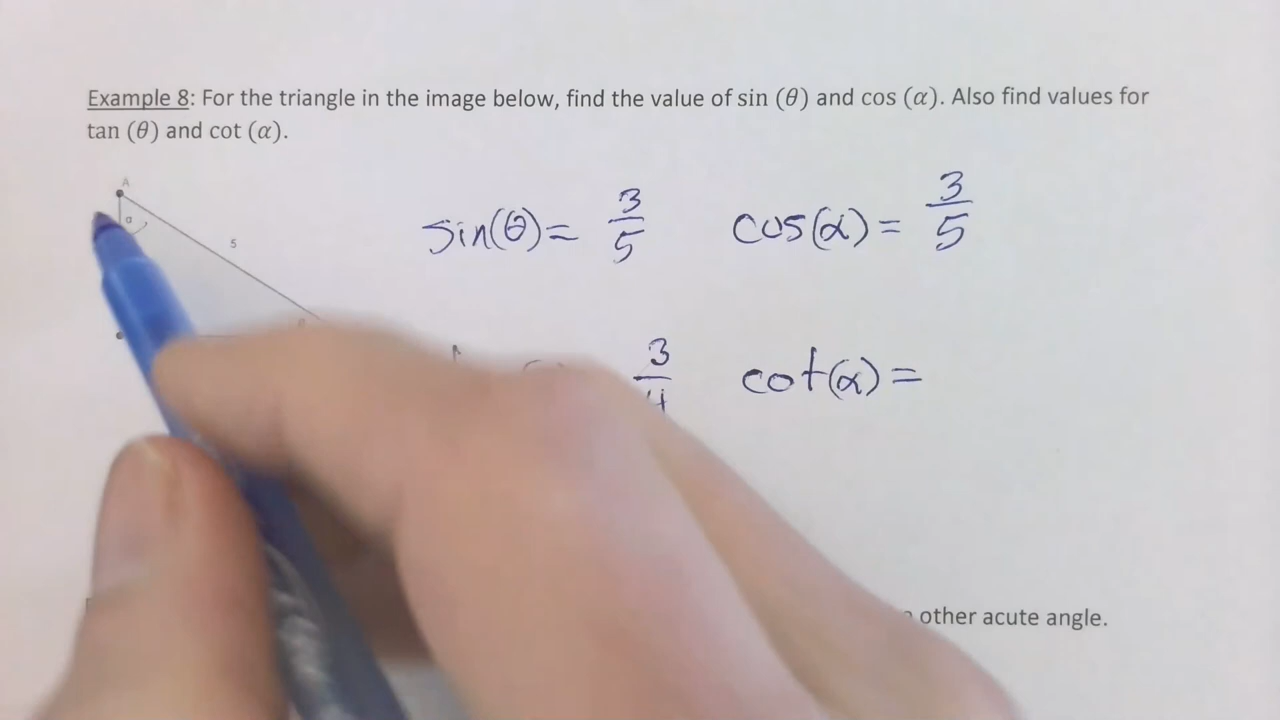 Example 8: For the triangle in the image below, find the value of sin (θ) and cos (α). Also find values for
tan (θ) and cot (α).
A
α
5
sin(θ) = 3/5 cos(α) = 3/5
3/4 cot(α) =
other acute angle.